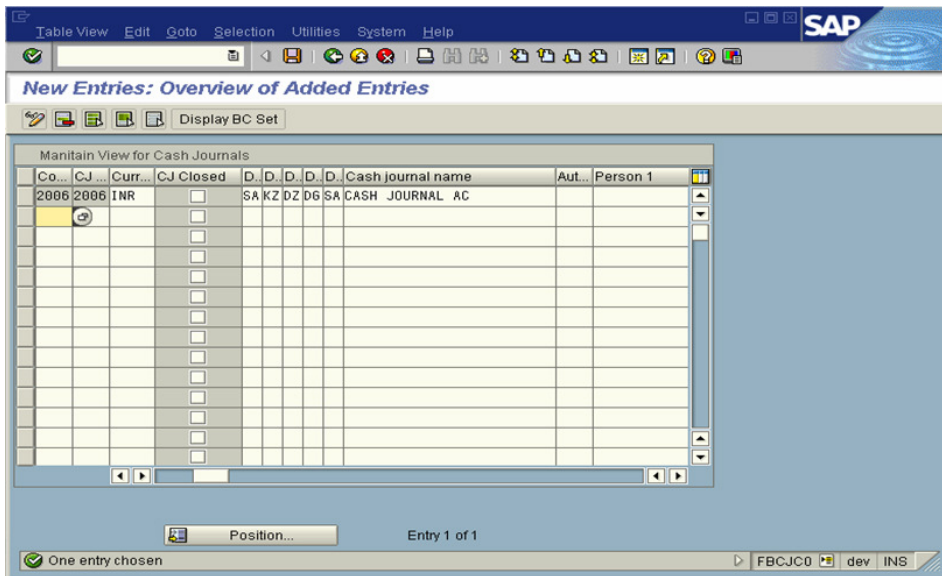 Table View Edit Goto Selection Utilities System Help
SAP
New Entries: Overview of Added Entries
Display BC Set
Manitain View for Cash Journals
Co... CJ ... Curr... CJ Closed D.. D.. D.. D.. D.. Cash journal name Aut... Person 1
2006 2006 INR SA KZ DZ DG SA CASH JOURNAL AC
Position... Entry 1 of 1
One entry chosen FBCJC0 dev INS